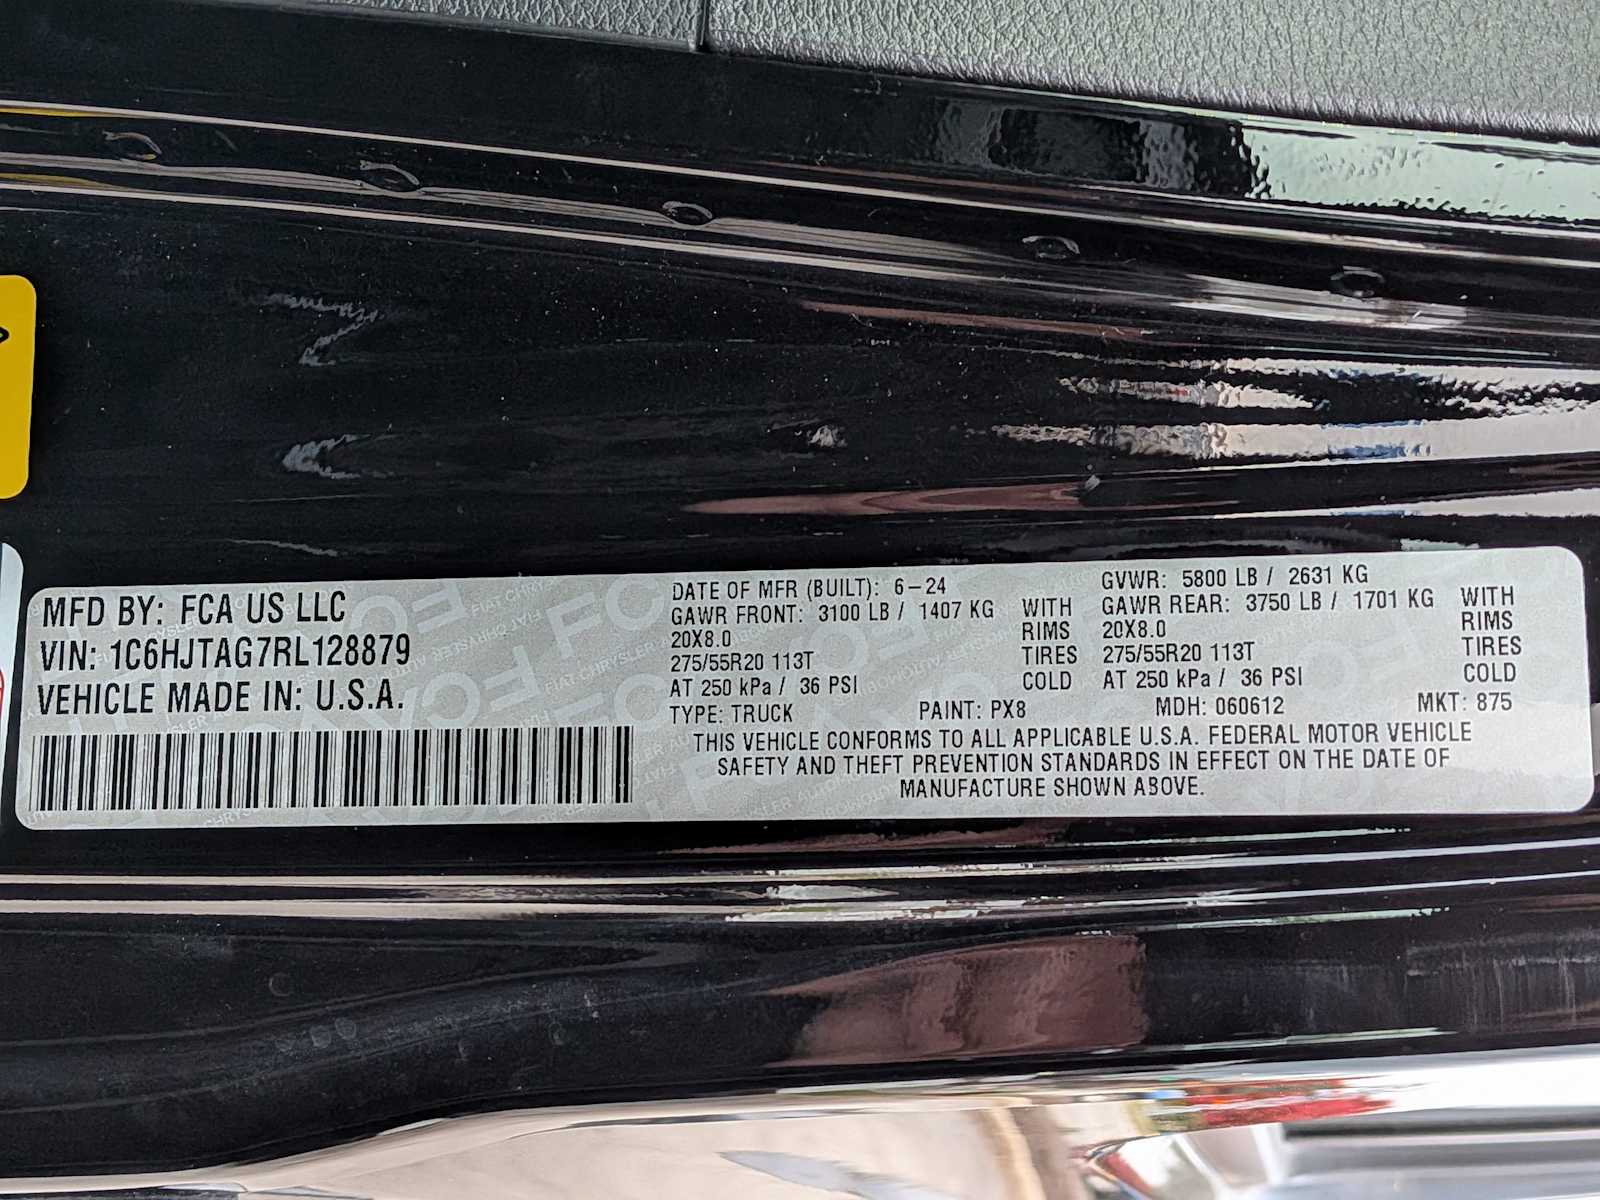 MFD BY: FCA US LLC
VIN: 1C6HJTAG7RL128879
VEHICLE MADE IN: U.S.A.
DATE OF MFR (BUILT): 6-24
GAWR FRONT: 3100 LB / 1407 KG WITH
20X8.0 RIMS
275/55R20 113T TIRES
AT 250 kPa / 36 PSI COLD
GVWR: 5800 LB / 2631 KG
GAWR REAR: 3750 LB / 1701 KG WITH
20X8.0 RIMS
275/55R20 113T TIRES
AT 250 kPa / 36 PSI COLD
TYPE: TRUCK PAINT: PX8 MDH: 060612 MKT: 875
THIS VEHICLE CONFORMS TO ALL APPLICABLE U.S.A. FEDERAL MOTOR VEHICLE
SAFETY AND THEFT PREVENTION STANDARDS IN EFFECT ON THE DATE OF
MANUFACTURE SHOWN ABOVE.